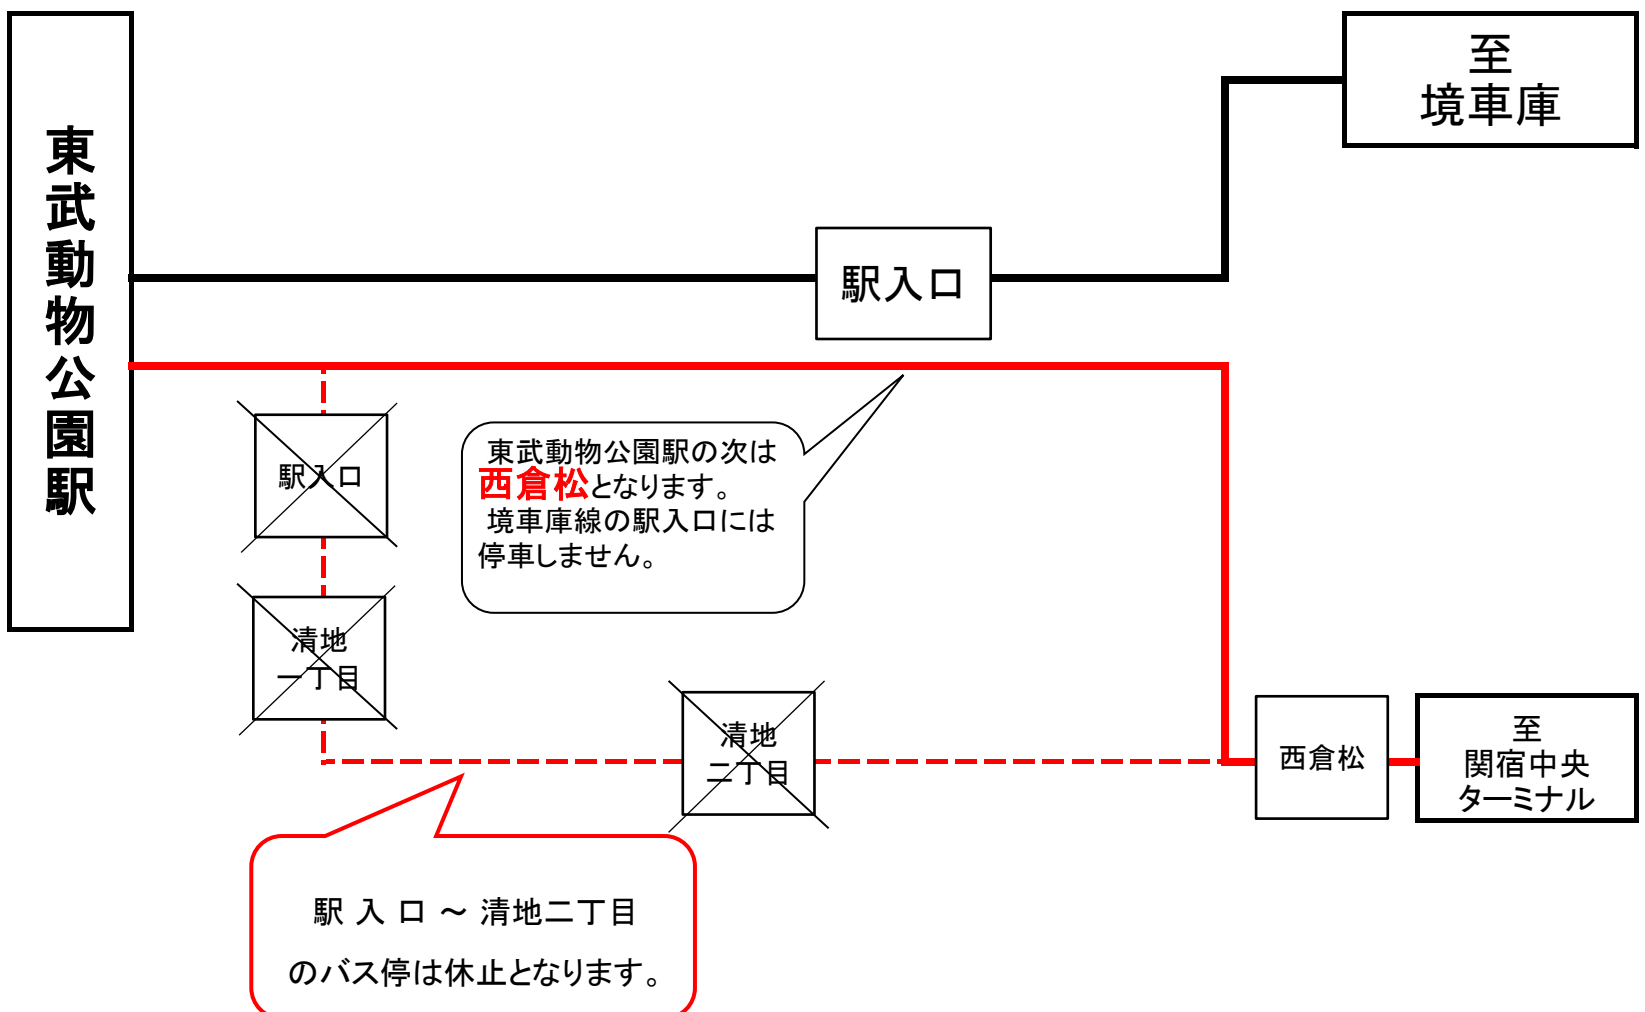 東武動物公園駅
至
境車庫
駅入口
駅入口
東武動物公園駅の次は
西倉松となります。
境車庫線の駅入口には
停車しません。
清地
一丁目
清地
二丁目
西倉松
至
関宿中央
ターミナル
駅 入 口 ～ 清地二丁目
のバス停は休止となります。